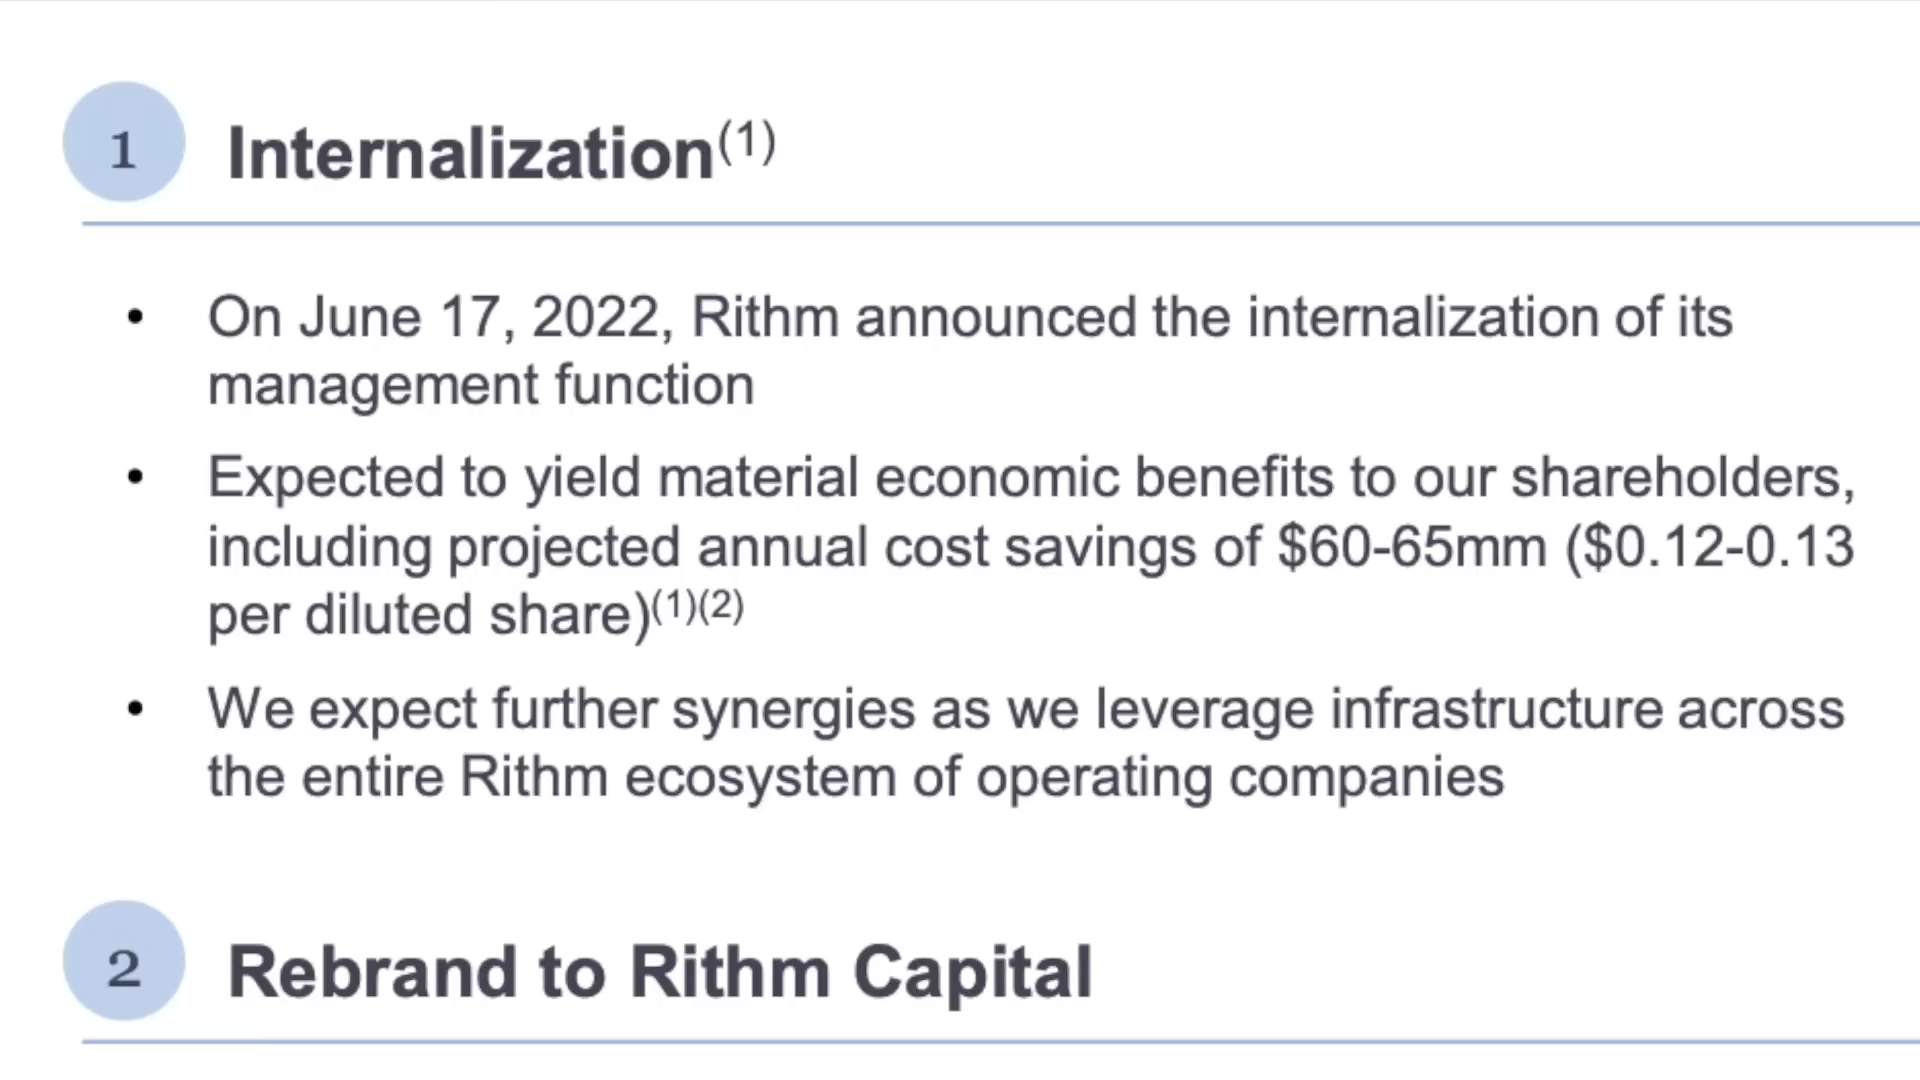 1 Internalization(1)
• On June 17, 2022, Rithm announced the internalization of its
management function
• Expected to yield material economic benefits to our shareholders,
including projected annual cost savings of $60-65mm ($0.12-0.13
per diluted share)(1)(2)
• We expect further synergies as we leverage infrastructure across
the entire Rithm ecosystem of operating companies
2 Rebrand to Rithm Capital